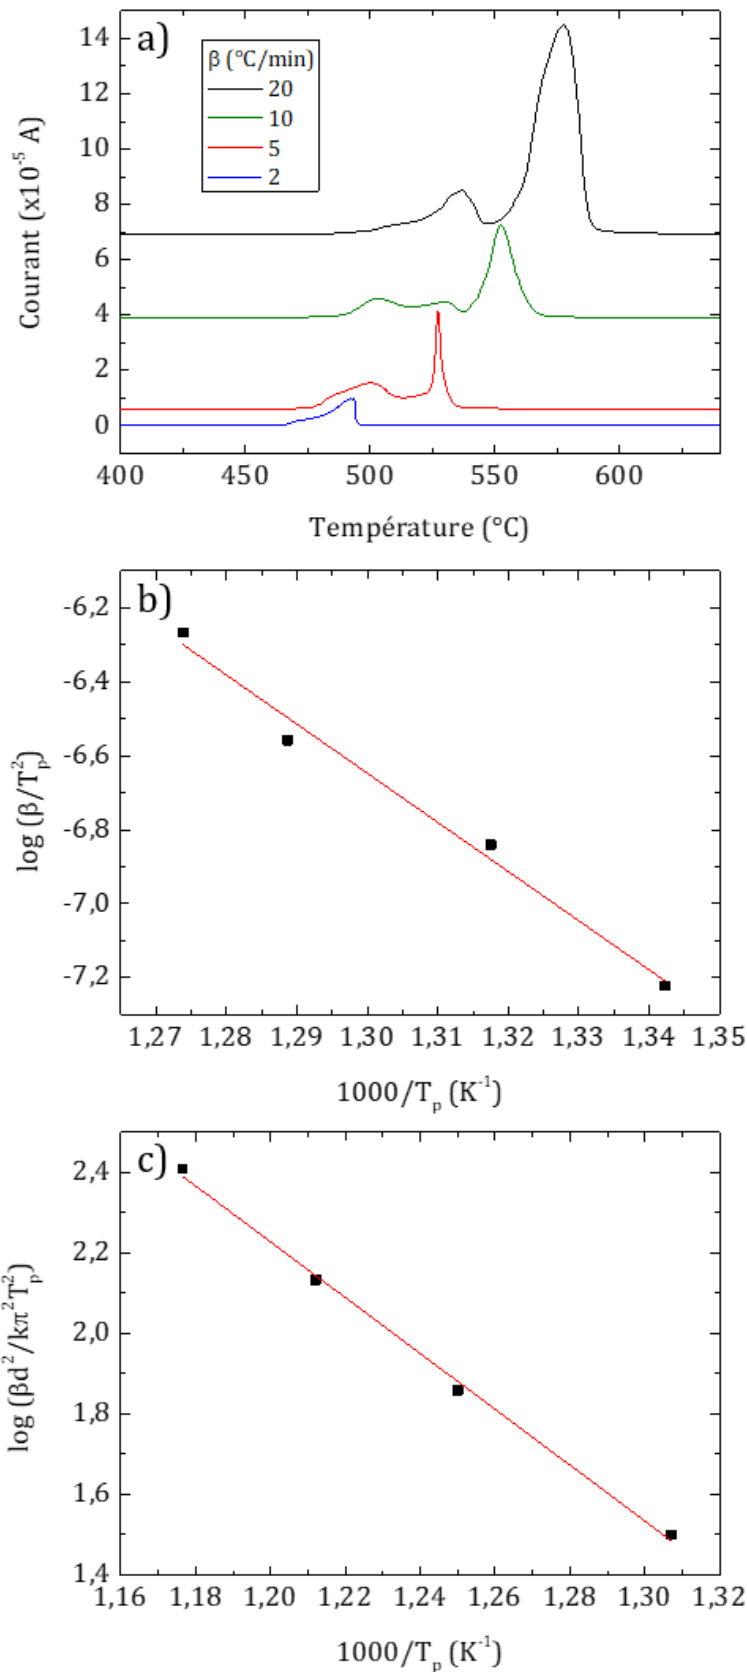 a)
β (°C/min)
20
10
5
2
14
12
10
8
6
4
2
0
Courant (x10⁻⁵ A)
400 450 500 550 600
Température (°C)
b)
-6,2
-6,4
-6,6
-6,8
-7,0
-7,2
log (β/Tₚ²)
1,27 1,28 1,29 1,30 1,31 1,32 1,33 1,34 1,35
1000/Tₚ (K⁻¹)
c)
2,4
2,2
2,0
1,8
1,6
1,4
log (βd²/kπ²Tₚ²)
1,16 1,18 1,20 1,22 1,24 1,26 1,28 1,30 1,32
1000/Tₚ (K⁻¹)